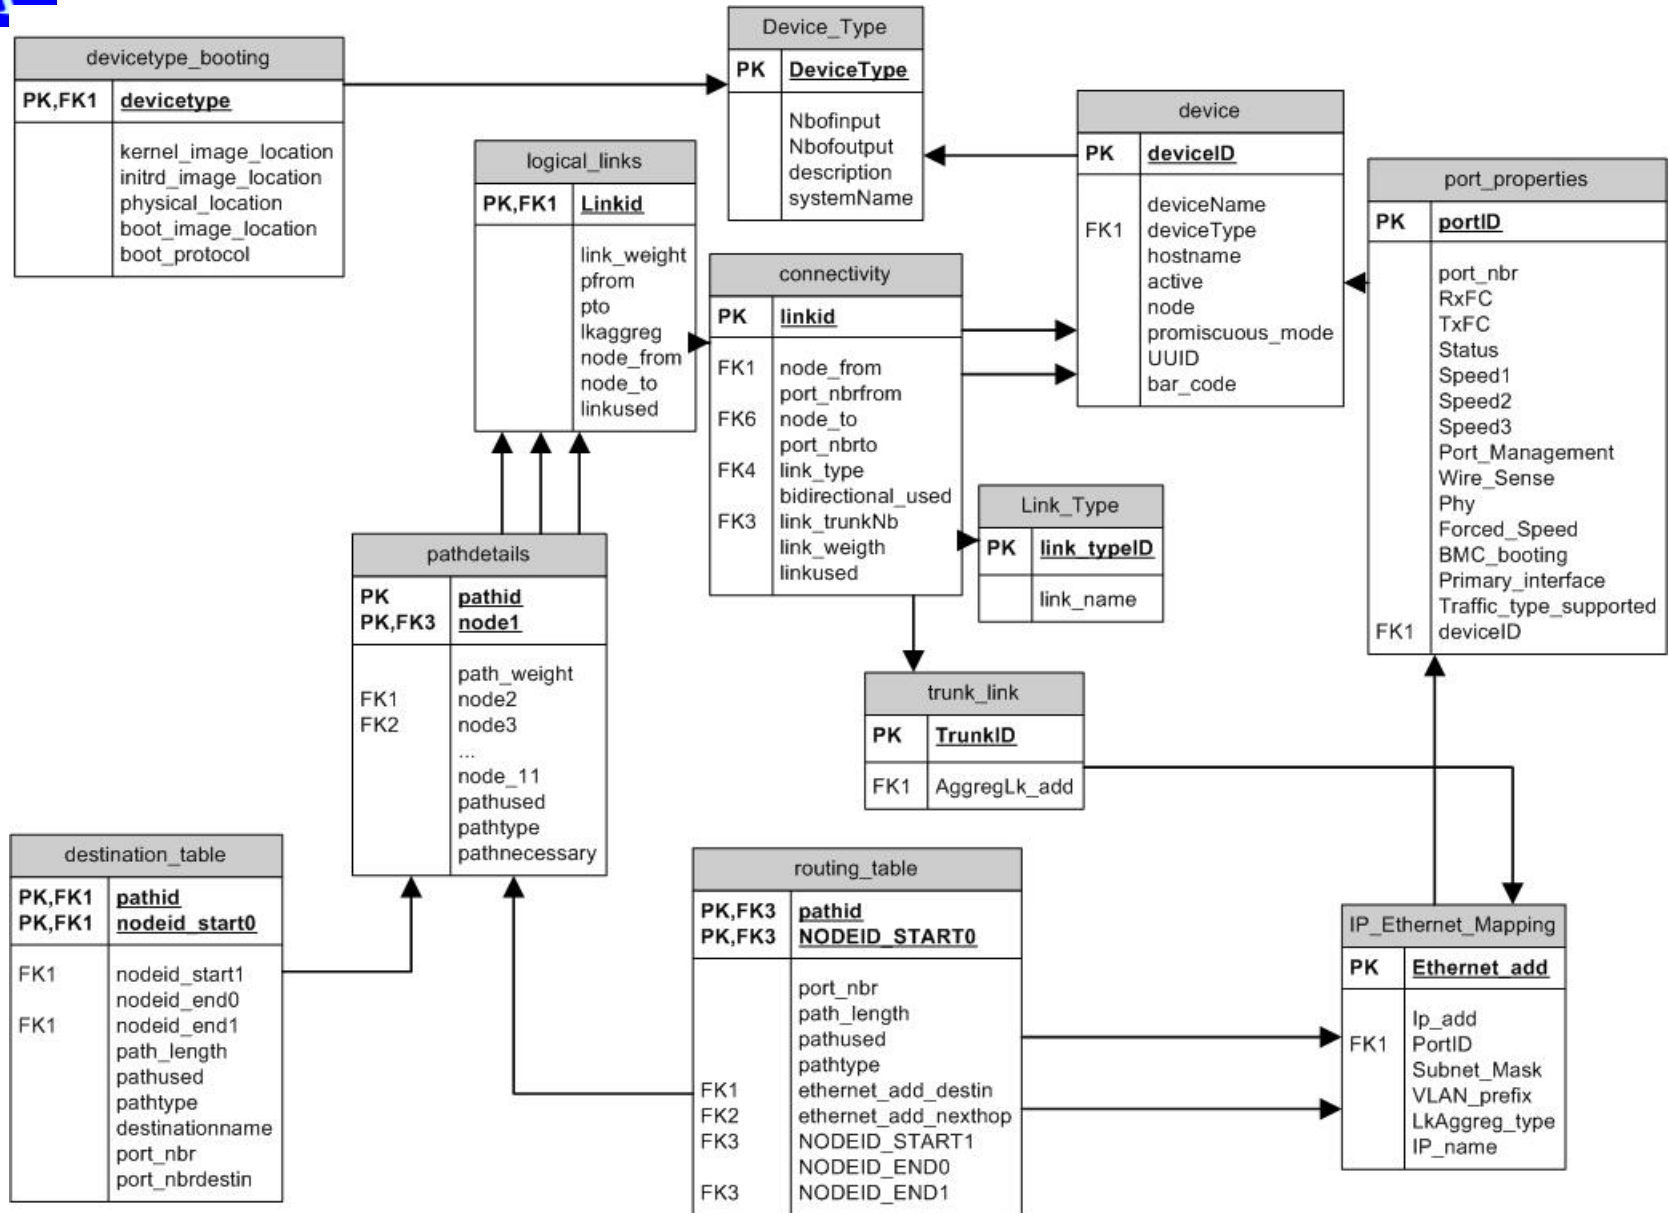 devicetype_booting
PK,FK1 devicetype
kernel_image_location
initrd_image_location
physical_location
boot_image_location
boot_protocol
Device_Type
PK DeviceType
Nbofinput
Nbofoutput
description
systemName
logical_links
PK,FK1 Linkid
link_weight
pfrom
pto
lkaggreg
node_from
node_to
linkused
device
PK deviceID
deviceName
FK1 deviceType
hostname
active
node
promiscuous_mode
UUID
bar_code
port_properties
PK portID
port_nbr
RxFC
TxFC
Status
Speed1
Speed2
Speed3
Port_Management
Wire_Sense
Phy
Forced_Speed
BMC_booting
Primary_interface
Traffic_type_supported
FK1 deviceID
connectivity
PK linkid
FK1 node_from
port_nbrfrom
FK6 node_to
port_nbrto
FK4 link_type
bidirectional_used
FK3 link_trunkNb
link_weigth
linkused
Link_Type
PK link_typeID
link_name
pathdetails
PK pathid
PK,FK3 node1
path_weight
FK1 node2
FK2 node3
...
node_11
pathused
pathtype
pathnecessary
trunk_link
PK TrunkID
FK1 AggregLk_add
destination_table
PK,FK1 pathid
PK,FK1 nodeid_start0
FK1 nodeid_start1
nodeid_end0
FK1 nodeid_end1
path_length
pathused
pathtype
destinationname
port_nbr
port_nbrdestin
routing_table
PK,FK3 pathid
PK,FK3 NODEID_START0
port_nbr
path_length
pathused
pathtype
FK1 ethernet_add_destin
FK2 ethernet_add_nexthop
FK3 NODEID_START1
NODEID_END0
FK3 NODEID_END1
IP_Ethernet_Mapping
PK Ethernet_add
Ip_add
FK1 PortID
Subnet_Mask
VLAN_prefix
LkAggreg_type
IP_name